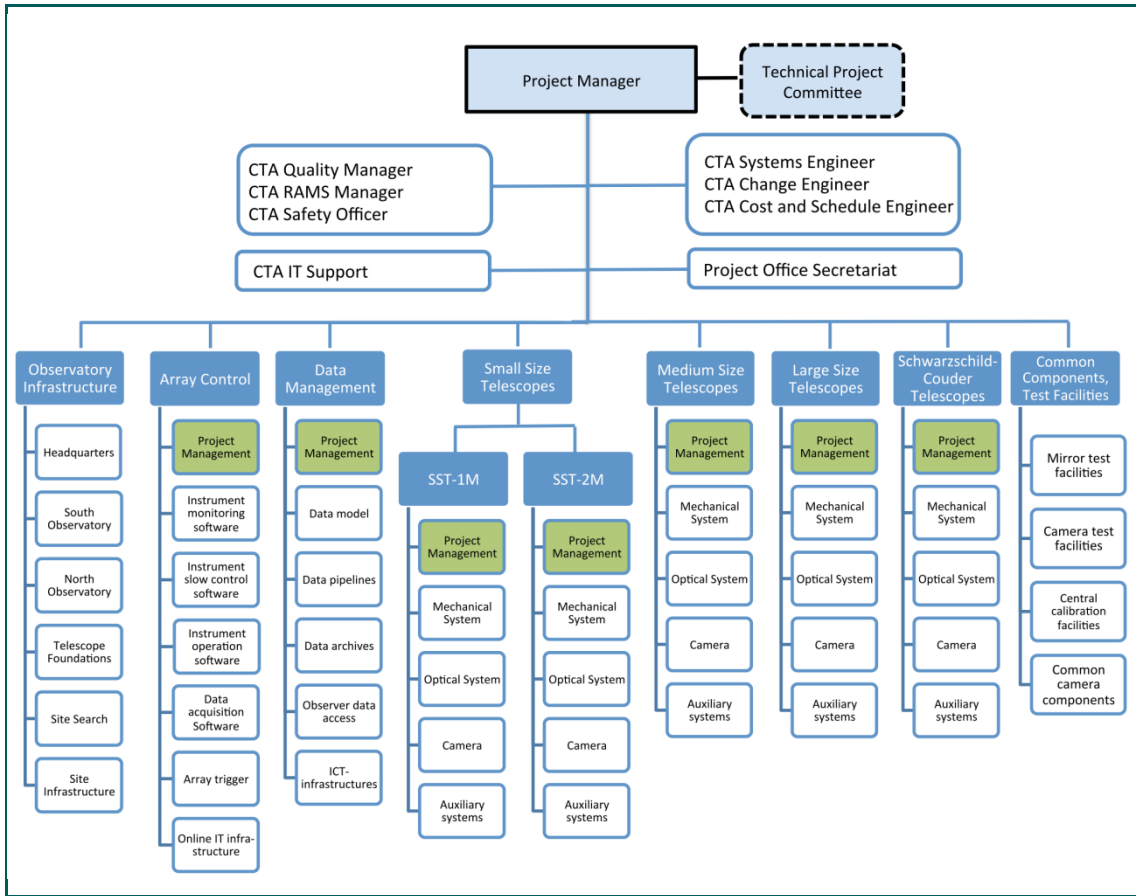 Project Manager
Technical Project
Committee
CTA Quality Manager
CTA RAMS Manager
CTA Safety Officer
CTA Systems Engineer
CTA Change Engineer
CTA Cost and Schedule Engineer
CTA IT Support
Project Office Secretariat
Observatory
Infrastructure
Headquarters
South
Observatory
North
Observatory
Telescope
Foundations
Site Search
Site
Infrastructure
Array Control
Project
Management
Instrument
monitoring
software
Instrument
slow control
software
Instrument
operation
software
Data
acquisition
Software
Array trigger
Online IT infra-
structure
Data
Management
Project
Management
Data model
Data pipelines
Data archives
Observer data
access
ICT-
infrastructures
Small Size
Telescopes
SST-1M
Project
Management
Mechanical
System
Optical System
Camera
Auxiliary
systems
SST-2M
Project
Management
Mechanical
System
Optical System
Camera
Auxiliary
systems
Medium Size
Telescopes
Project
Management
Mechanical
System
Optical System
Camera
Auxiliary
systems
Large Size
Telescopes
Project
Management
Mechanical
System
Optical System
Camera
Auxiliary
systems
Schwarzschild-
Couder
Telescopes
Project
Management
Mechanical
System
Optical System
Camera
Auxiliary
systems
Common
Components,
Test Facilities
Mirror test
facilities
Camera test
facilities
Central
calibration
facilities
Common
camera
components